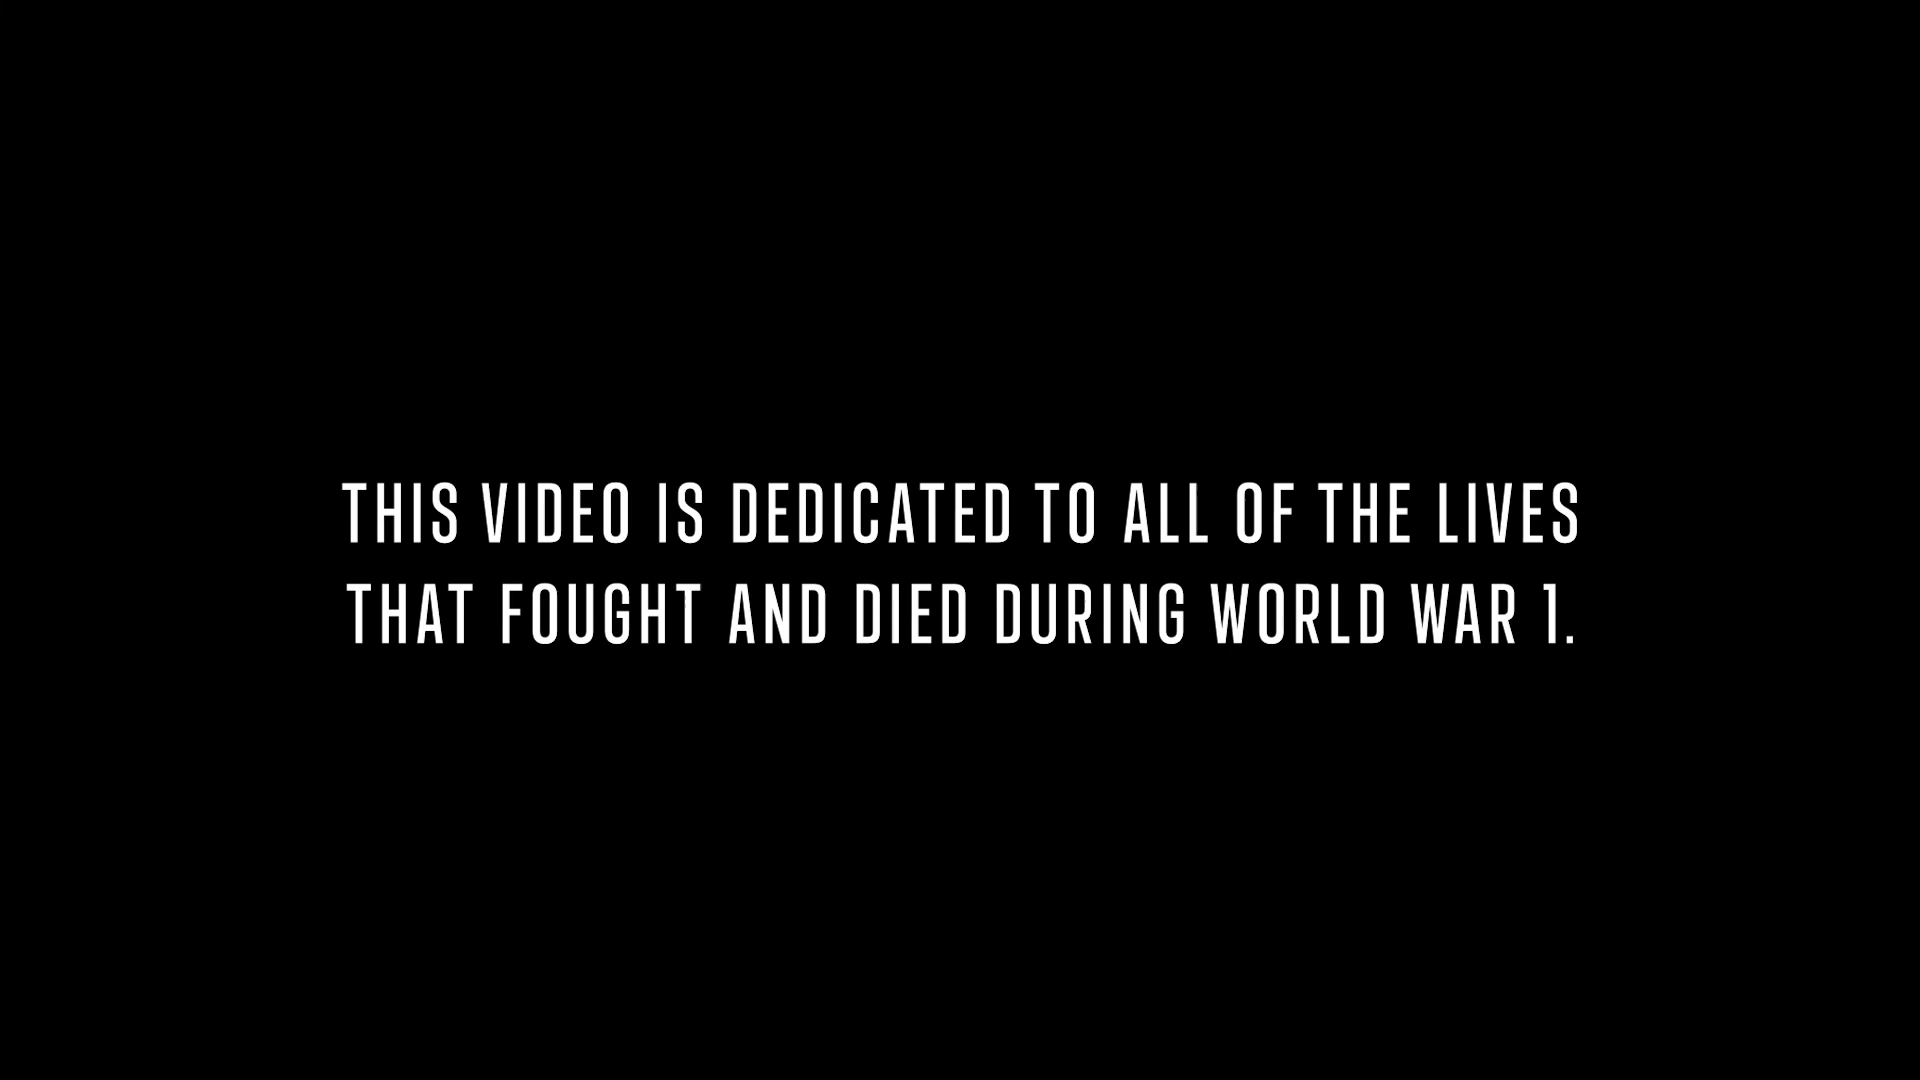 THIS VIDEO IS DEDICATED TO ALL OF THE LIVES
THAT FOUGHT AND DIED DURING WORLD WAR 1.